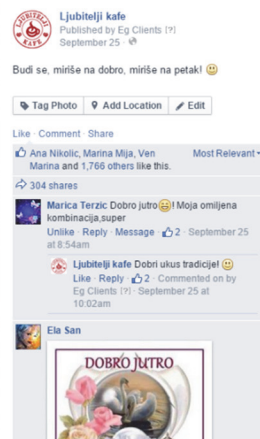 LJUBITELJI
KAFE
Ljubitelji kafe
Published by Eg Clients [?]
September 25 ·
Budi se, miriše na dobro, miriše na petak!
Tag Photo
Add Location
Edit
Like · Comment · Share
Ana Nikolic, Marina Mija, Ven
Marina and 1,766 others like this.
Most Relevant
304 shares
Marica Terzic Dobro jutro! Moja omiljena
kombinacija,super
Unlike · Reply · Message · 2 · September 25
at 8:54am
Ljubitelji kafe Dobri ukus tradicije!
Like · Reply · 2 · Commented on by
Eg Clients [?] · September 25 at
10:02am
Ela San
DOBRO JUTRO